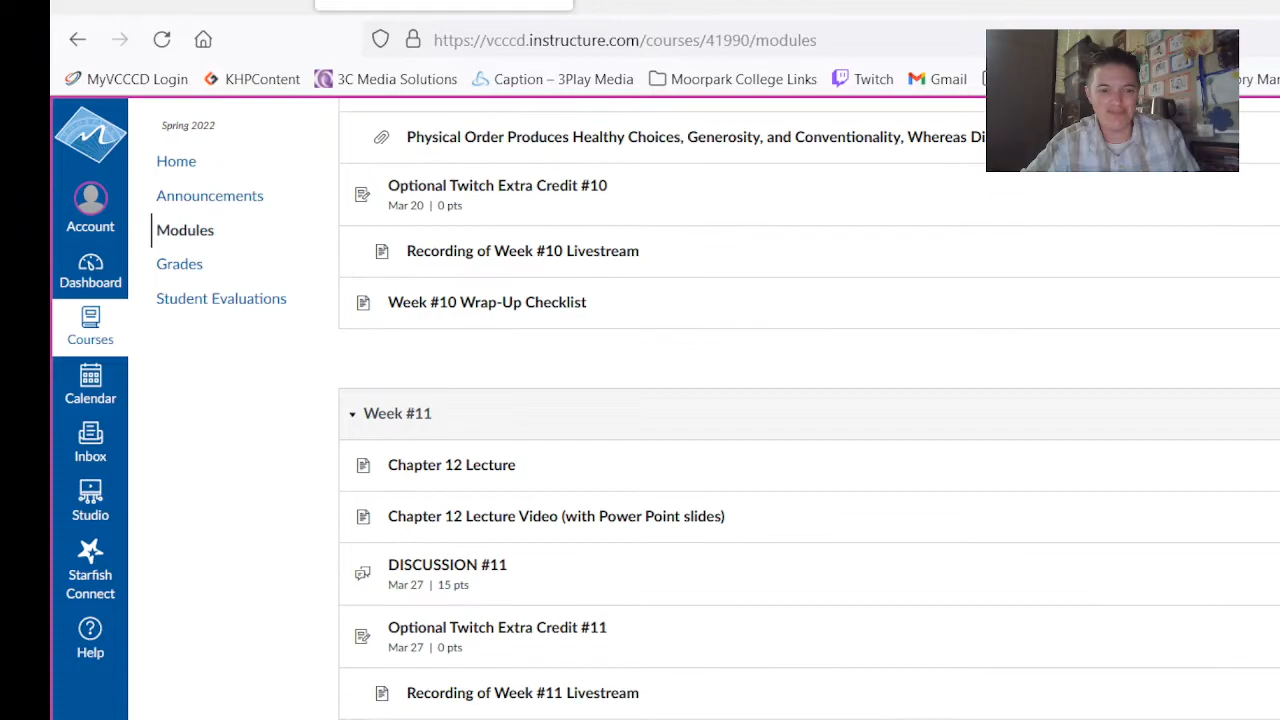 https://vcccd.instructure.com/courses/41990/modules
MyVCCCD Login
KHPContent
3C Media Solutions
Caption – 3Play Media
Moorpark College Links
Twitch
Gmail
ry Mar
Spring 2022
Home
Announcements
Modules
Grades
Student Evaluations
Account
Dashboard
Courses
Calendar
Inbox
Studio
Starfish
Connect
Help
Physical Order Produces Healthy Choices, Generosity, and Conventionality, Whereas Di
Optional Twitch Extra Credit #10
Mar 20 | 0 pts
Recording of Week #10 Livestream
Week #10 Wrap-Up Checklist
Week #11
Chapter 12 Lecture
Chapter 12 Lecture Video (with Power Point slides)
DISCUSSION #11
Mar 27 | 15 pts
Optional Twitch Extra Credit #11
Mar 27 | 0 pts
Recording of Week #11 Livestream